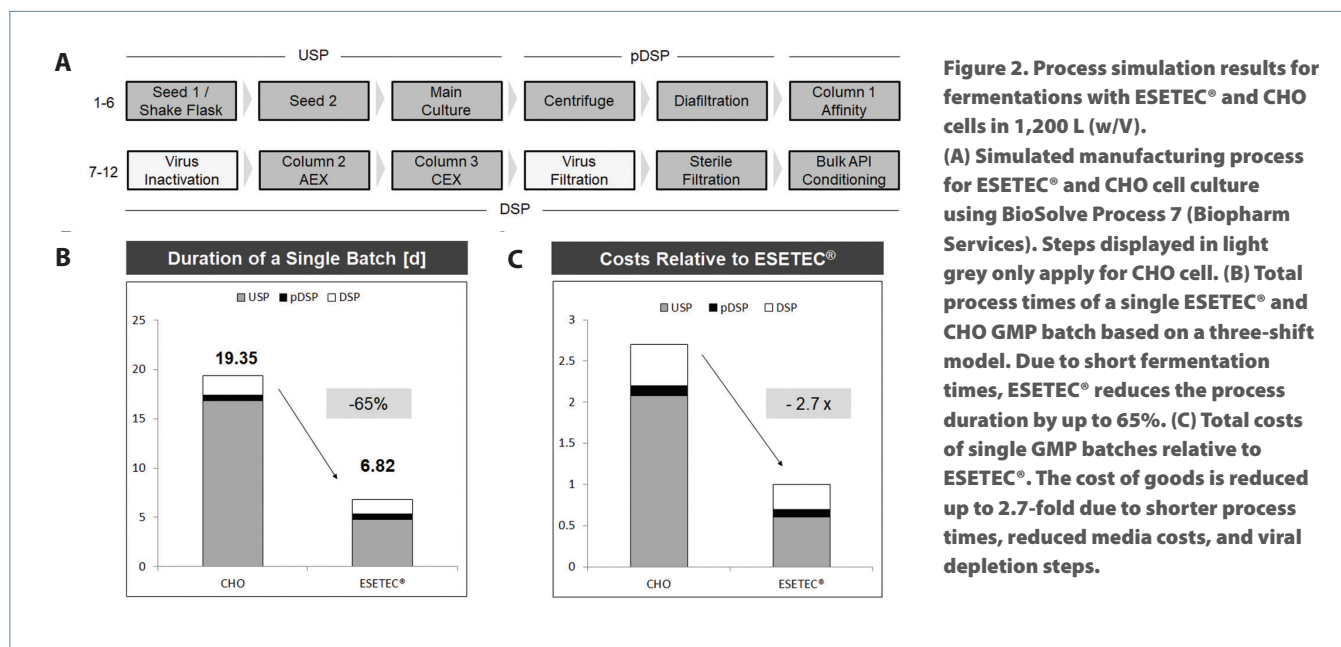 A
USP
pDSP
1-6
Seed 1 /
Shake Flask
Seed 2
Main
Culture
Centrifuge
Diafiltration
Column 1
Affinity
7-12
Virus
Inactivation
Column 2
AEX
Column 3
CEX
Virus
Filtration
Sterile
Filtration
Bulk API
Conditioning
DSP
B
Duration of a Single Batch [d]
USP pDSP DSP
25
20
15
10
5
0
19.35
-65%
6.82
CHO
ESETEC®
C
Costs Relative to ESETEC®
USP pDSP DSP
3
2.5
2
1.5
1
0.5
0
- 2.7 x
CHO
ESETEC®
Figure 2. Process simulation results for
fermentations with ESETEC® and CHO
cells in 1,200 L (w/V).
(A) Simulated manufacturing process
for ESETEC® and CHO cell culture
using BioSolve Process 7 (Biopharm
Services). Steps displayed in light
grey only apply for CHO cell. (B) Total
process times of a single ESETEC® and
CHO GMP batch based on a three-shift
model. Due to short fermentation
times, ESETEC® reduces the process
duration by up to 65%. (C) Total costs
of single GMP batches relative to
ESETEC®. The cost of goods is reduced
up to 2.7-fold due to shorter process
times, reduced media costs, and viral
depletion steps.